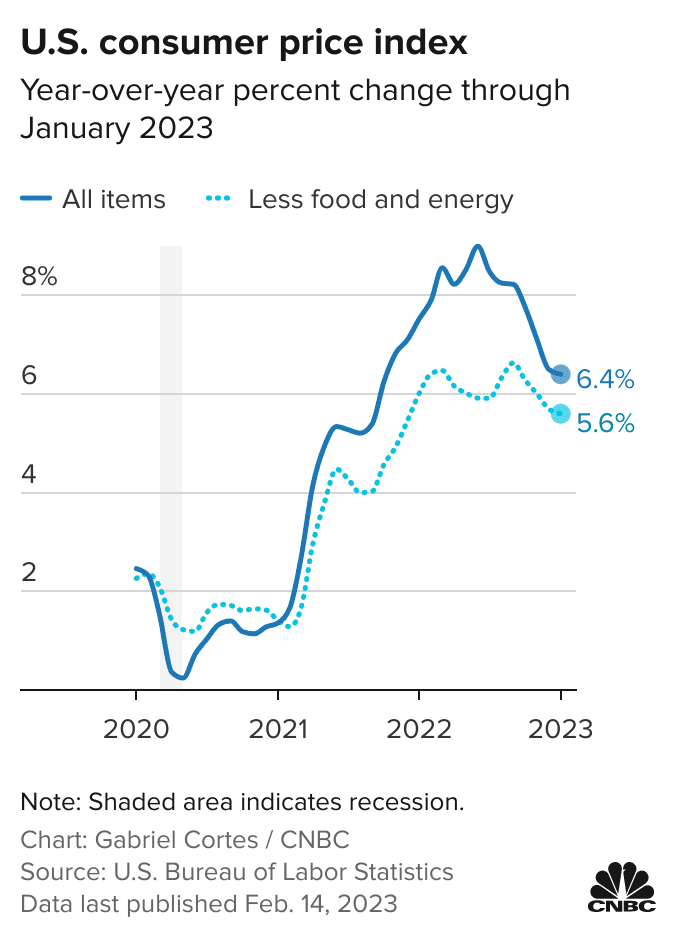 U.S. consumer price index
Year-over-year percent change through
January 2023
All items
Less food and energy
8%
6
6.4%
5.6%
4
2
2020 2021 2022 2023
Note: Shaded area indicates recession.
Chart: Gabriel Cortes / CNBC
Source: U.S. Bureau of Labor Statistics
Data last published Feb. 14, 2023
CNBC